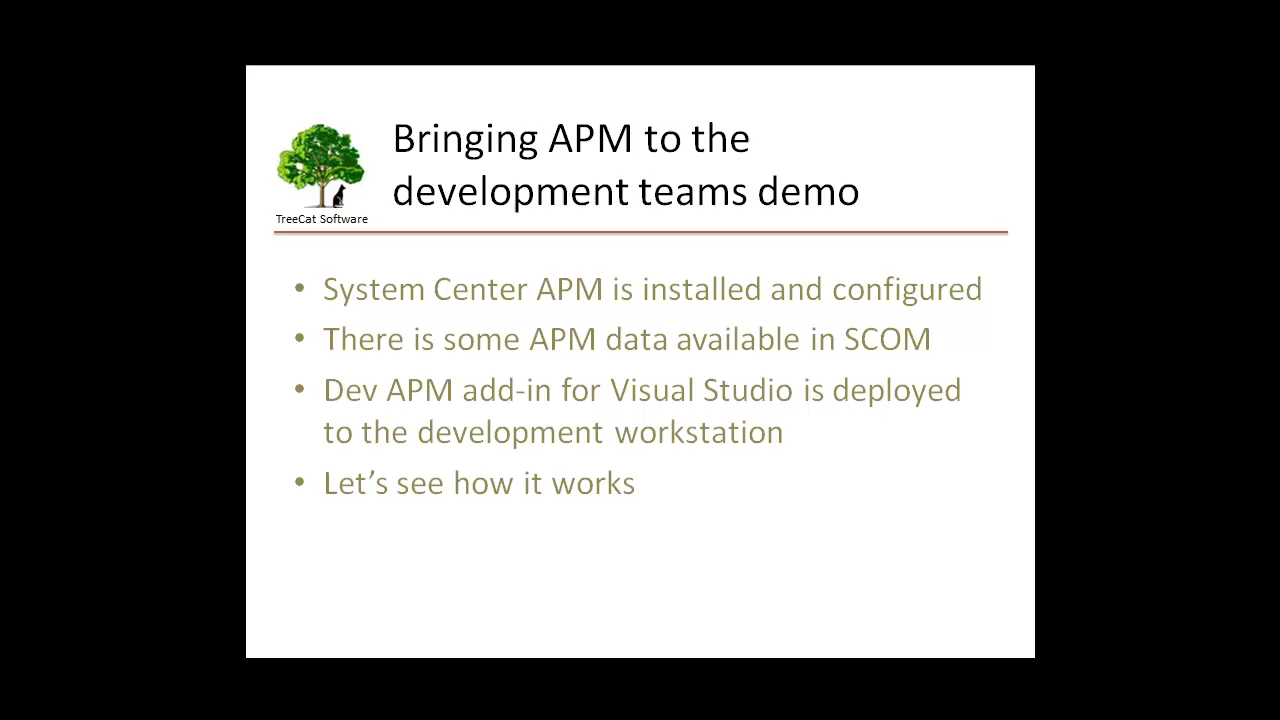 Bringing APM to the
development teams demo
TreeCat Software
• System Center APM is installed and configured
• There is some APM data available in SCOM
• Dev APM add-in for Visual Studio is deployed
to the development workstation
• Let’s see how it works